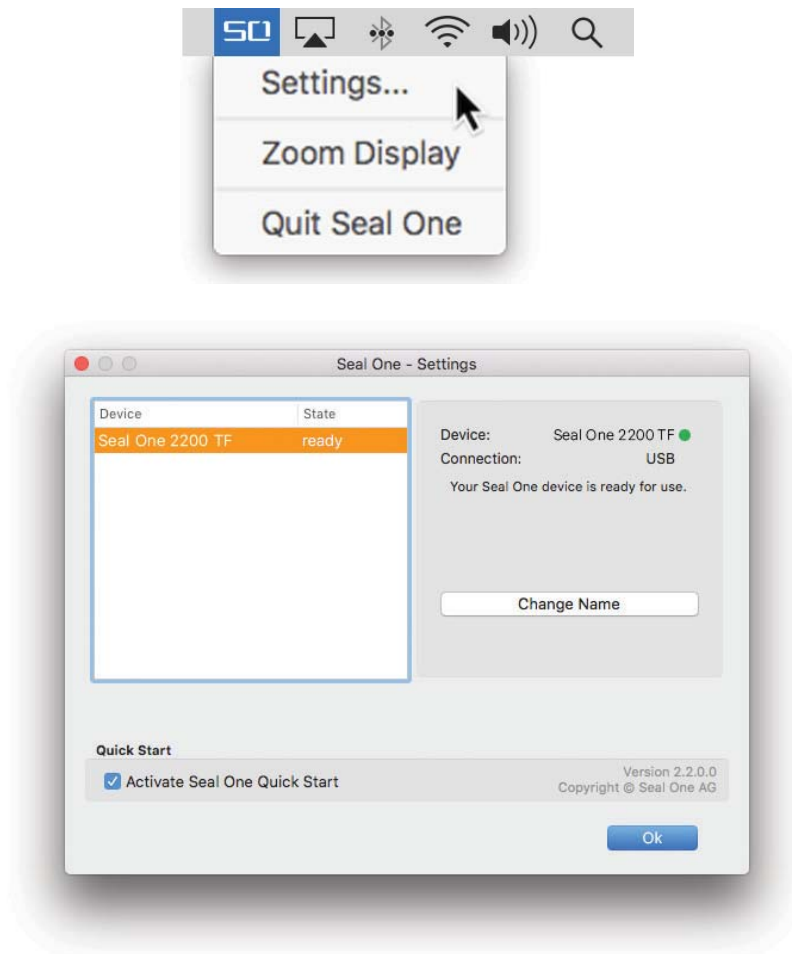 SO
Settings...
Zoom Display
Quit Seal One
Seal One - Settings
Device State
Seal One 2200 TF ready
Device: Seal One 2200 TF
Connection: USB
Your Seal One device is ready for use.
Change Name
Quick Start
Activate Seal One Quick Start
Version 2.2.0.0
Copyright © Seal One AG
Ok